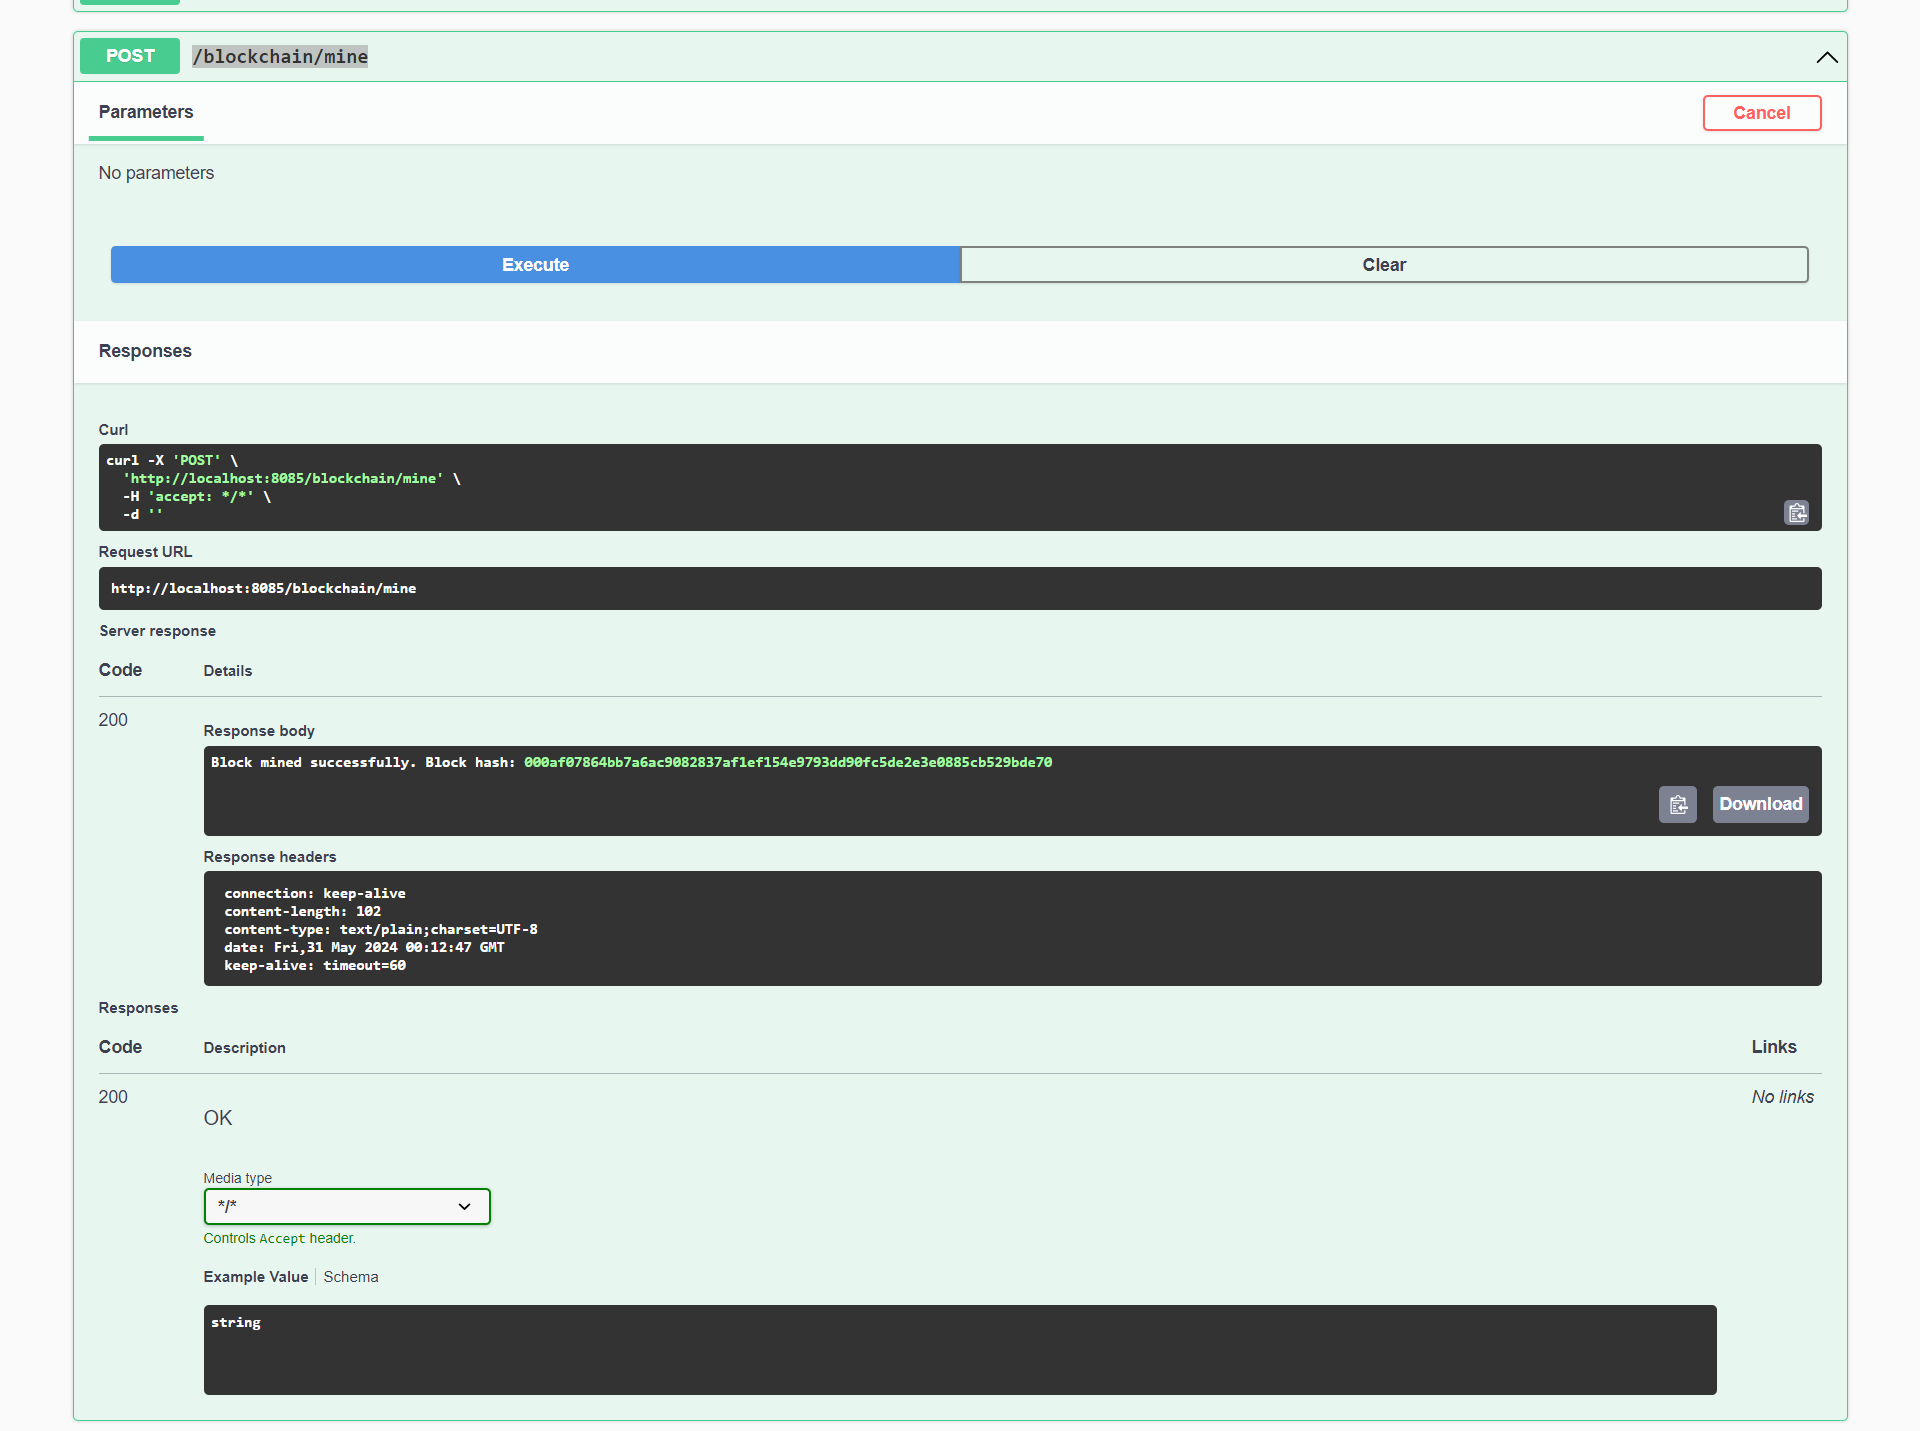 POST /blockchain/mine
Parameters
Cancel
No parameters
Execute
Clear
Responses
Curl
curl -X 'POST' \
  'http://localhost:8085/blockchain/mine' \
  -H 'accept: */*' \
  -d ''
Request URL
http://localhost:8085/blockchain/mine
Server response
Code Details
200
Response body
Block mined successfully. Block hash: 000af07864bb7a6ac9082837af1ef154e9793dd90fc5de2e3e0885cb529bde70
Download
Response headers
connection: keep-alive
content-length: 102
content-type: text/plain;charset=UTF-8
date: Fri,31 May 2024 00:12:47 GMT
keep-alive: timeout=60
Responses
Code Description Links
200
OK
No links
Media type
*/*
Controls Accept header.
Example Value Schema
string